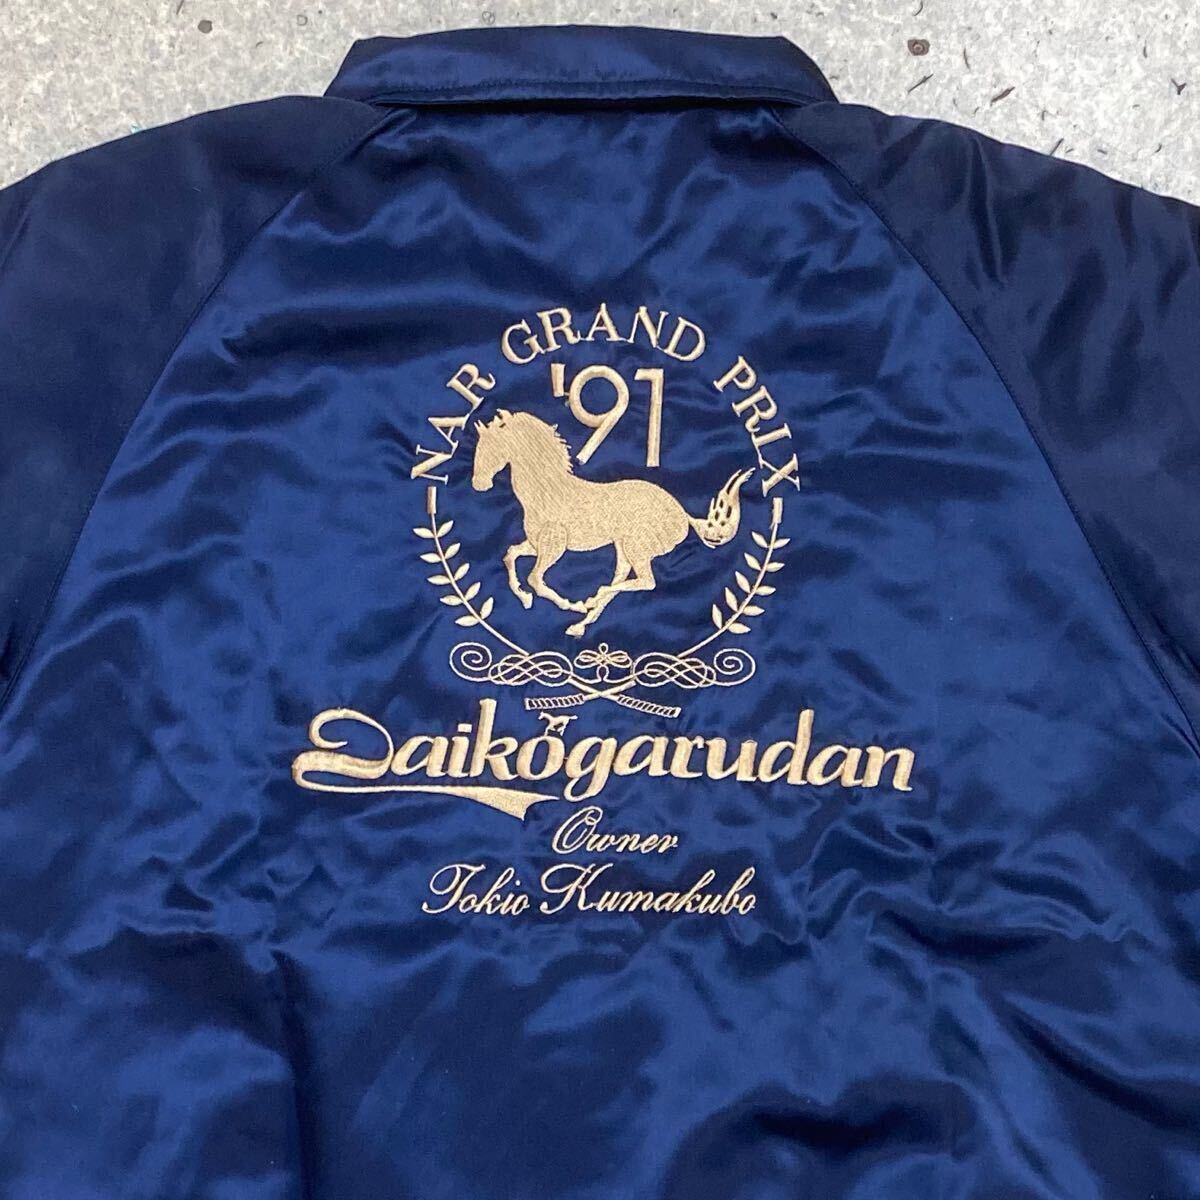 NAR GRAND PRIX
'91
Daikogarudan
Owner
Tokio Kumakubo